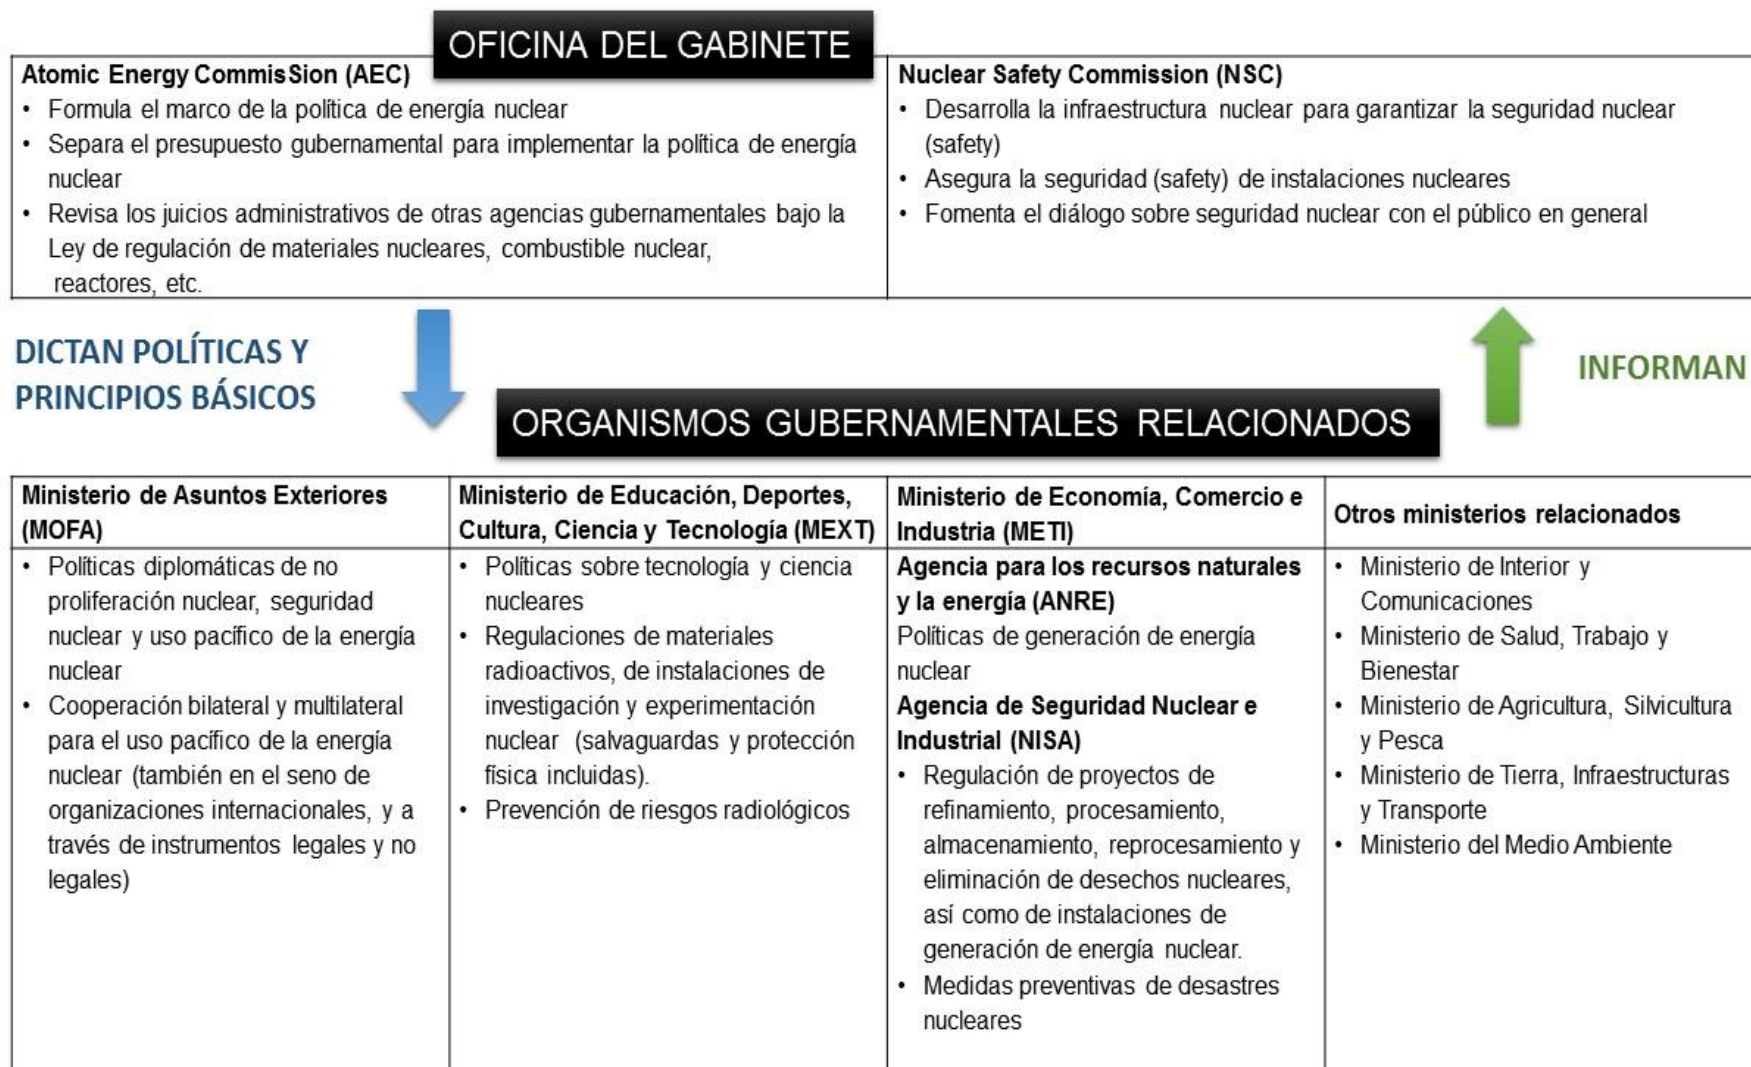 OFICINA DEL GABINETE
Atomic Energy CommisSion (AEC)
• Formula el marco de la política de energía nuclear
• Separa el presupuesto gubernamental para implementar la política de energía
nuclear
• Revisa los juicios administrativos de otras agencias gubernamentales bajo la
Ley de regulación de materiales nucleares, combustible nuclear,
reactores, etc.
Nuclear Safety Commission (NSC)
• Desarrolla la infraestructura nuclear para garantizar la seguridad nuclear
(safety)
• Asegura la seguridad (safety) de instalaciones nucleares
• Fomenta el diálogo sobre seguridad nuclear con el público en general
DICTAN POLÍTICAS Y
PRINCIPIOS BÁSICOS
INFORMAN
ORGANISMOS GUBERNAMENTALES RELACIONADOS
Ministerio de Asuntos Exteriores
(MOFA)
• Políticas diplomáticas de no
proliferación nuclear, seguridad
nuclear y uso pacífico de la energía
nuclear
• Cooperación bilateral y multilateral
para el uso pacífico de la energía
nuclear (también en el seno de
organizaciones internacionales, y a
través de instrumentos legales y no
legales)
Ministerio de Educación, Deportes,
Cultura, Ciencia y Tecnología (MEXT)
• Políticas sobre tecnología y ciencia
nucleares
• Regulaciones de materiales
radioactivos, de instalaciones de
investigación y experimentación
nuclear (salvaguardas y protección
física incluidas).
• Prevención de riesgos radiológicos
Ministerio de Economía, Comercio e
Industria (METI)
Agencia para los recursos naturales
y la energía (ANRE)
Políticas de generación de energía
nuclear
Agencia de Seguridad Nuclear e
Industrial (NISA)
• Regulación de proyectos de
refinamiento, procesamiento,
almacenamiento, reprocesamiento y
eliminación de desechos nucleares,
así como de instalaciones de
generación de energía nuclear.
• Medidas preventivas de desastres
nucleares
Otros ministerios relacionados
• Ministerio de Interior y
Comunicaciones
• Ministerio de Salud, Trabajo y
Bienestar
• Ministerio de Agricultura, Silvicultura
y Pesca
• Ministerio de Tierra, Infraestructuras
y Transporte
• Ministerio del Medio Ambiente